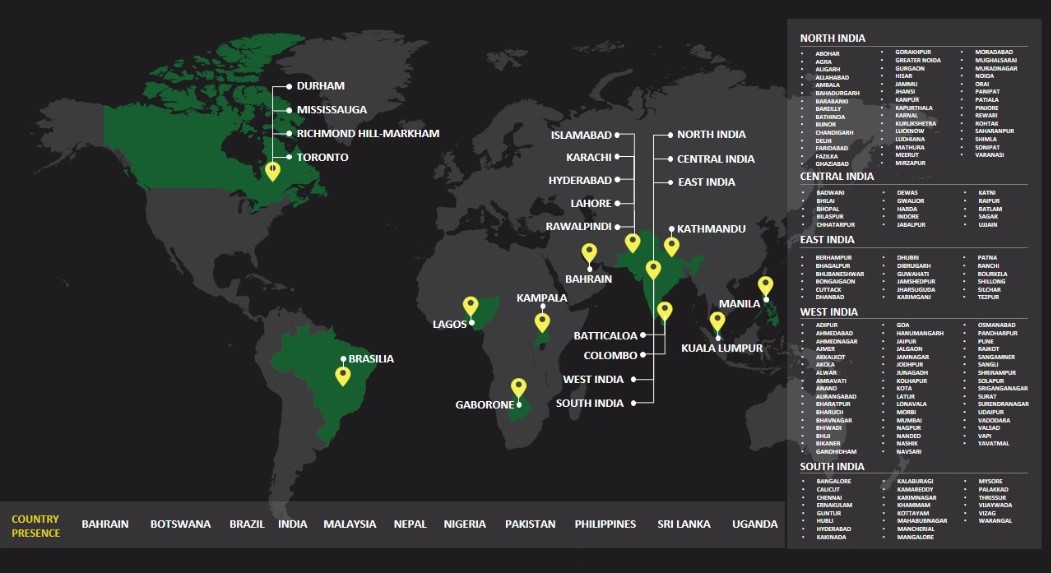 DURHAM
MISSISSAUGA
RICHMOND HILL-MARKHAM
TORONTO
ISLAMABAD
KARACHI
HYDERABAD
LAHORE
RAWALPINDI
NORTH INDIA
CENTRAL INDIA
EAST INDIA
KATHMANDU
BAHRAIN
KAMPALA
LAGOS
MANILA
BATTICALOA
COLOMBO
KUALA LUMPUR
BRASILIA
WEST INDIA
GABORONE
SOUTH INDIA
COUNTRY
PRESENCE
BAHRAIN BOTSWANA BRAZIL INDIA MALAYSIA NEPAL NIGERIA PAKISTAN PHILIPPINES SRI LANKA UGANDA
NORTH INDIA
• ABOHAR
• AGRA
• ALIGARH
• ALLAHABAD
• AMBALA
• BAHADURGARH
• BARABANKI
• BAREILLY
• BATHINDA
• BIJNOR
• CHANDIGARH
• DELHI
• FARIDABAD
• FAZILKA
• GHAZIABAD
• GORAKHPUR
• GREATER NOIDA
• GURGAON
• HISAR
• JAMMU
• JHANSI
• KANPUR
• KAPURTHALA
• KARNAL
• KURUKSHETRA
• LUCKNOW
• LUDHIANA
• MATHURA
• MEERUT
• MIRZAPUR
• MORADABAD
• MUGHALSARAI
• MURADNAGAR
• NOIDA
• ORAI
• PANIPAT
• PATIALA
• PINJORE
• REWARI
• ROHTAK
• SAHARANPUR
• SHIMLA
• SONIPAT
• VARANASI
CENTRAL INDIA
• BADWANI
• BHILAI
• BHOPAL
• BILASPUR
• CHHATARPUR
• DEWAS
• GWALIOR
• HARDA
• INDORE
• JABALPUR
• KATNI
• RAIPUR
• RATLAM
• SAGAR
• UJJAIN
EAST INDIA
• BERHAMPUR
• BHAGALPUR
• BHUBANESHWAR
• BONGAIGAON
• CUTTACK
• DHANBAD
• DHUBRI
• DIBRUGARH
• GUWAHATI
• JAMSHEDPUR
• JHARSUGUDA
• KARIMGANJ
• PATNA
• RANCHI
• ROURKELA
• SHILLONG
• SILCHAR
• TEZPUR
WEST INDIA
• ADIPUR
• AHMEDABAD
• AHMEDNAGAR
• AJMER
• AKKALKOT
• AKOLA
• ALWAR
• AMRAVATI
• ANAND
• AURANGABAD
• BHARATPUR
• BHARUCH
• BHAVNAGAR
• BHIWADI
• BHUJ
• BIKANER
• GANDHIDHAM
• GOA
• HANUMANGARH
• JAIPUR
• JALGAON
• JAMNAGAR
• JODHPUR
• JUNAGADH
• KOLHAPUR
• KOTA
• LATUR
• LONAVALA
• MORBI
• MUMBAI
• NAGPUR
• NANDED
• NASHIK
• NAVSARI
• OSMANABAD
• PANDHARPUR
• PUNE
• RAJKOT
• SANGAMNER
• SANGLI
• SHRIRAMPUR
• SOLAPUR
• SRIGANGANAGAR
• SURAT
• SURENDRANAGAR
• UDAIPUR
• VADODARA
• VALSAD
• VAPI
• YAVATMAL
SOUTH INDIA
• BANGALORE
• CALICUT
• CHENNAI
• ERNAKULAM
• GUNTUR
• HUBLI
• HYDERABAD
• KAKINADA
• KALABURAGI
• KAMAREDDY
• KARIMNAGAR
• KHAMMAM
• KOTTAYAM
• MAHABUBNAGAR
• MANCHERIAL
• MANGALORE
• MYSORE
• PALAKKAD
• THRISSUR
• VIJAYWADA
• VIZAG
• WARANGAL